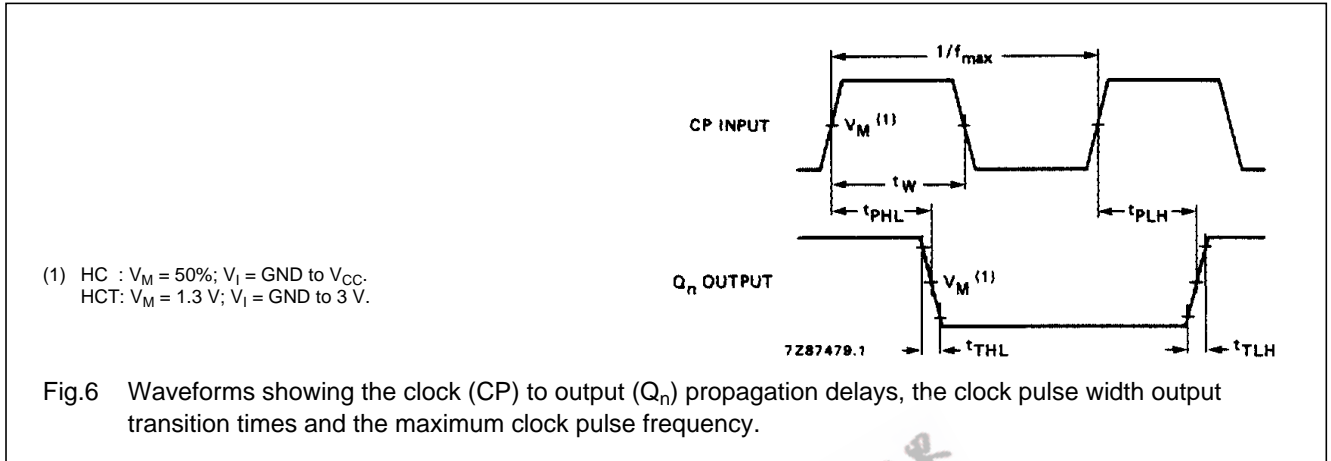 1/fmax
CP INPUT
VM (1)
tW
tPHL
tPLH
(1) HC : VM = 50%; VI = GND to VCC.
HCT: VM = 1.3 V; VI = GND to 3 V.
Qn OUTPUT
VM (1)
7Z87479.1
tTHL
tTLH
Fig.6 Waveforms showing the clock (CP) to output (Qn) propagation delays, the clock pulse width output
transition times and the maximum clock pulse frequency.